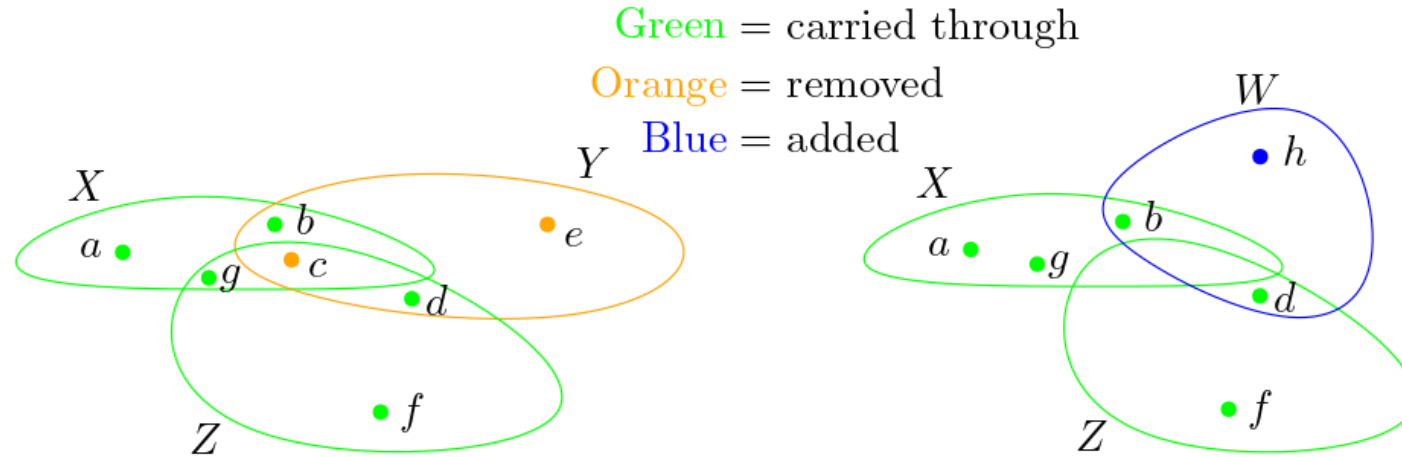 Green = carried through
Orange = removed
Blue = added
X
Y
a
b
c
g
e
d
f
Z
W
h
X
b
a
g
d
f
Z